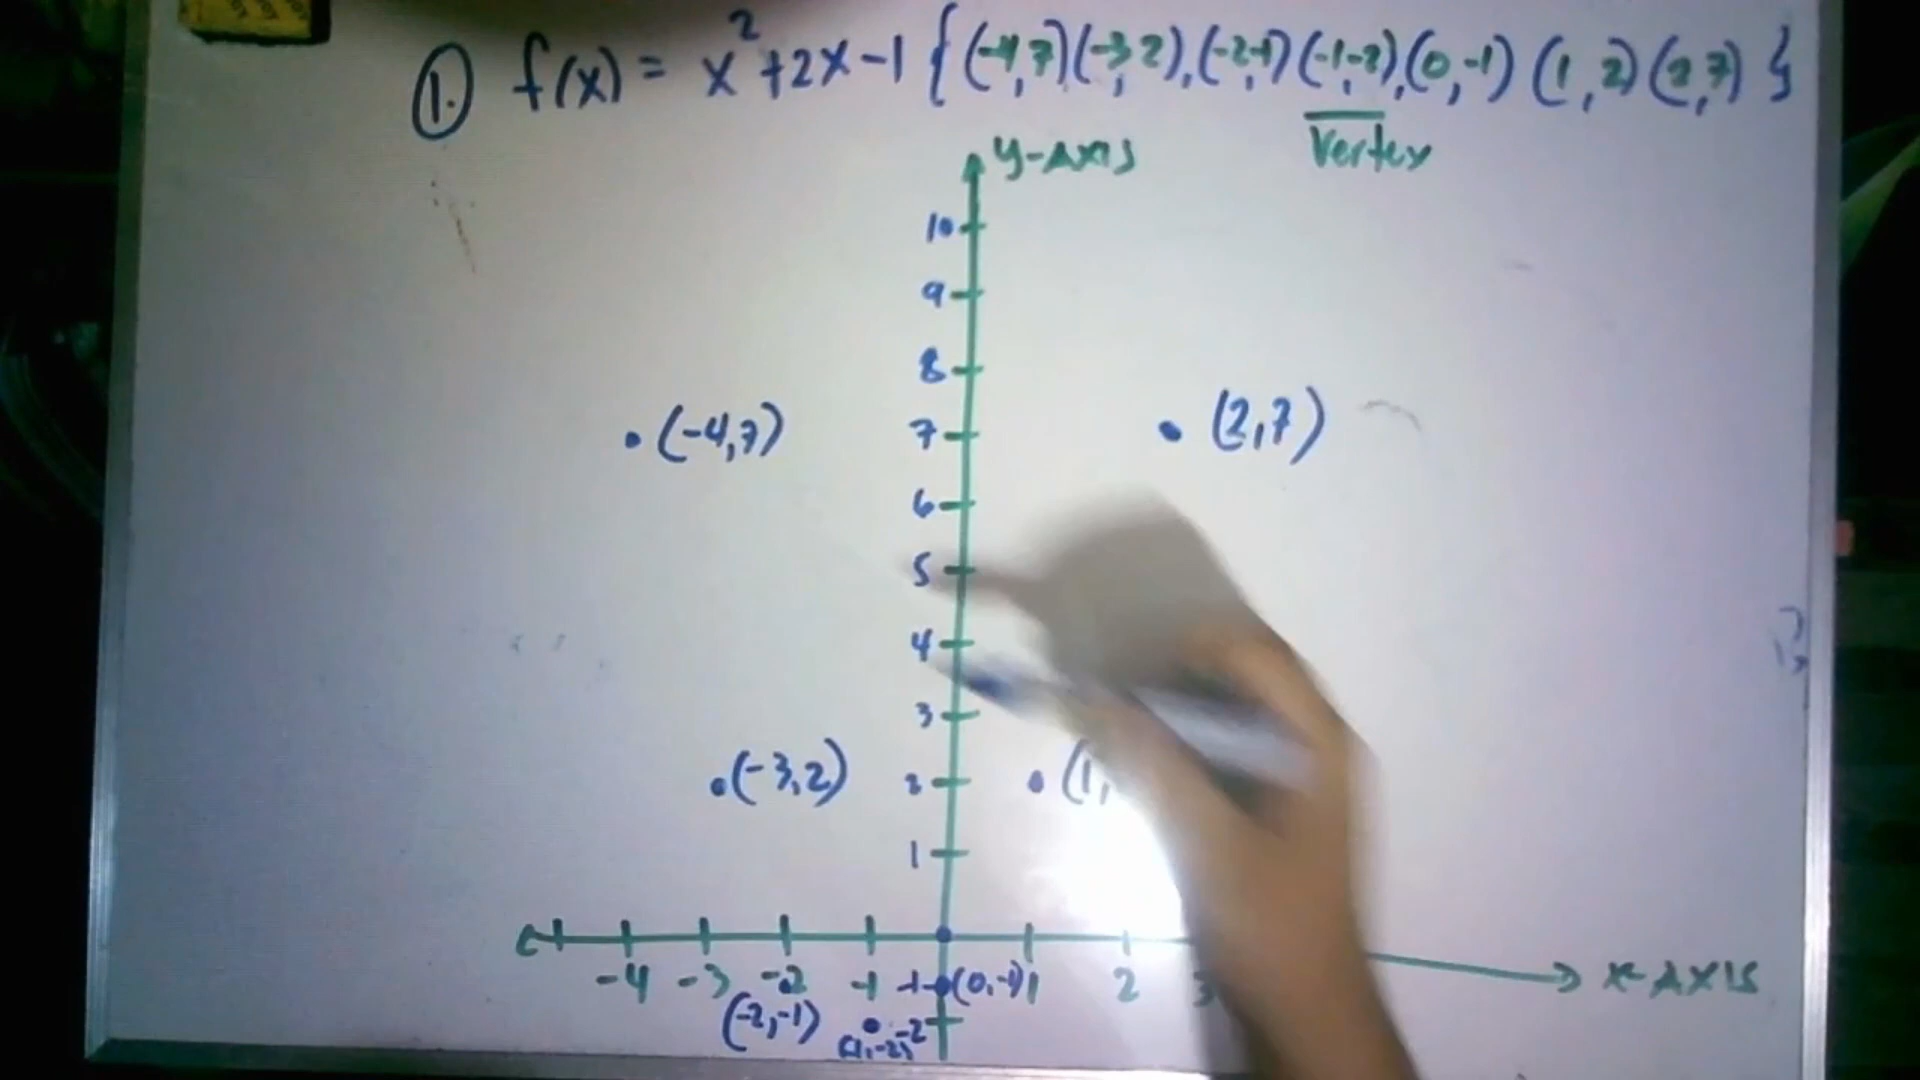 1. f(x) = x²+2x-1 {(-4,7)(-3,2),(-2,-1)(-1,-2),(0,-1)(1,2)(2,7)}
Vertex
y-Axis
10
9
8
(-4,7) 7 (2,7)
6
5
4
3
(-3,2) 2 (1,
1
-4 -3 -2 -1 -1 (0,-1) 1 2 3 x-Axis
(-2,-1) -2